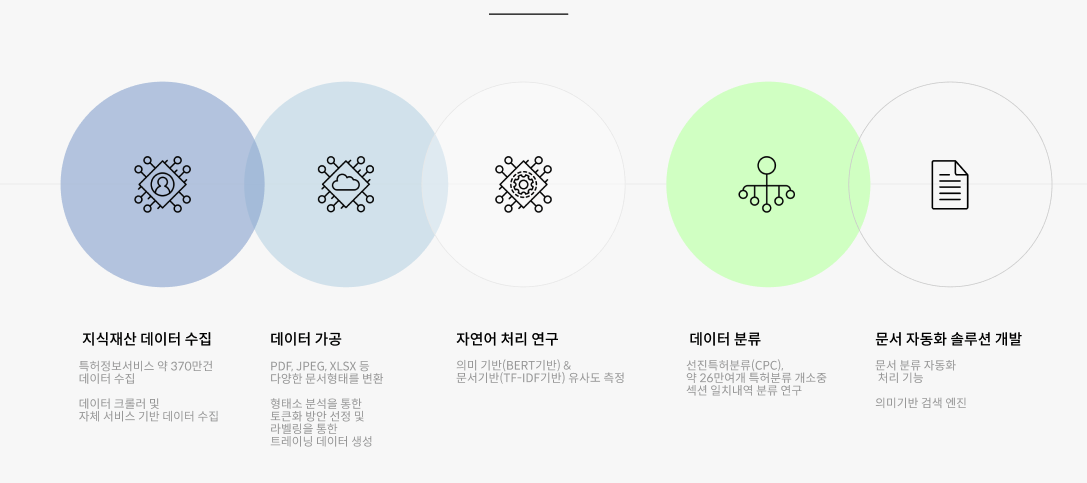 지식재산 데이터 수집
특허정보서비스 약 370만건
데이터 수집
데이터 크롤러 및
자체 서비스 기반 데이터 수집
데이터 가공
PDF, JPEG, XLSX 등
다양한 문서형태를 변환
형태소 분석을 통한
토큰화 방안 선정 및
라벨링을 통한
트레이닝 데이터 생성
자연어 처리 연구
의미 기반(BERT기반) &
문서기반(TF-IDF기반) 유사도 측정
데이터 분류
선진특허분류(CPC),
약 26만여개 특허분류 개소중
섹션 일치내역 분류 연구
문서 자동화 솔루션 개발
문서 분류 자동화
처리 기능
의미기반 검색 엔진